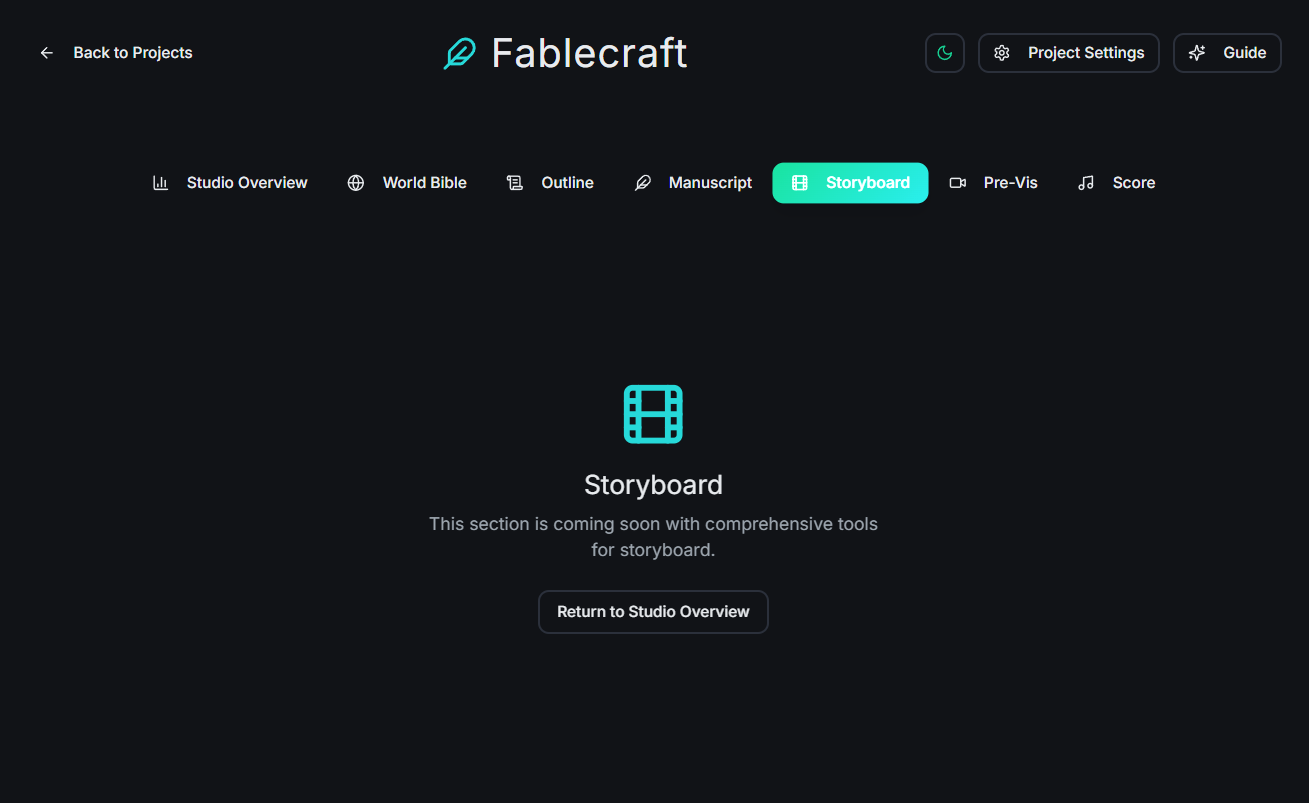 Back to Projects
Fablecraft
Project Settings
Guide
Studio Overview
World Bible
Outline
Manuscript
Storyboard
Pre-Vis
Score
Storyboard
This section is coming soon with comprehensive tools
for storyboard.
Return to Studio Overview